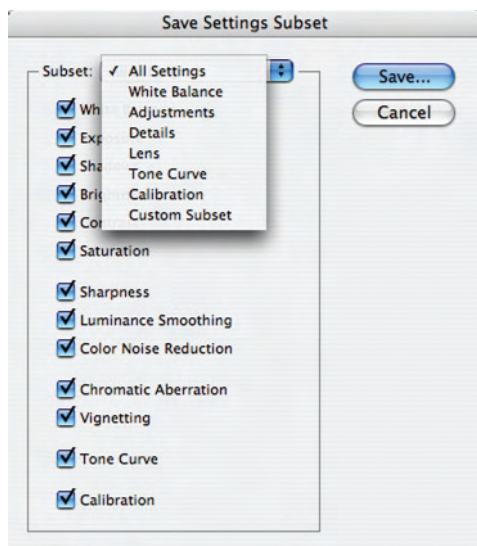 Save Settings Subset
Subset: ✓ All Settings
White Balance
Adjustments
Details
Lens
Tone Curve
Calibration
Custom Subset
Save...
Cancel
Saturation
Sharpness
Luminance Smoothing
Color Noise Reduction
Chromatic Aberration
Vignetting
Tone Curve
Calibration